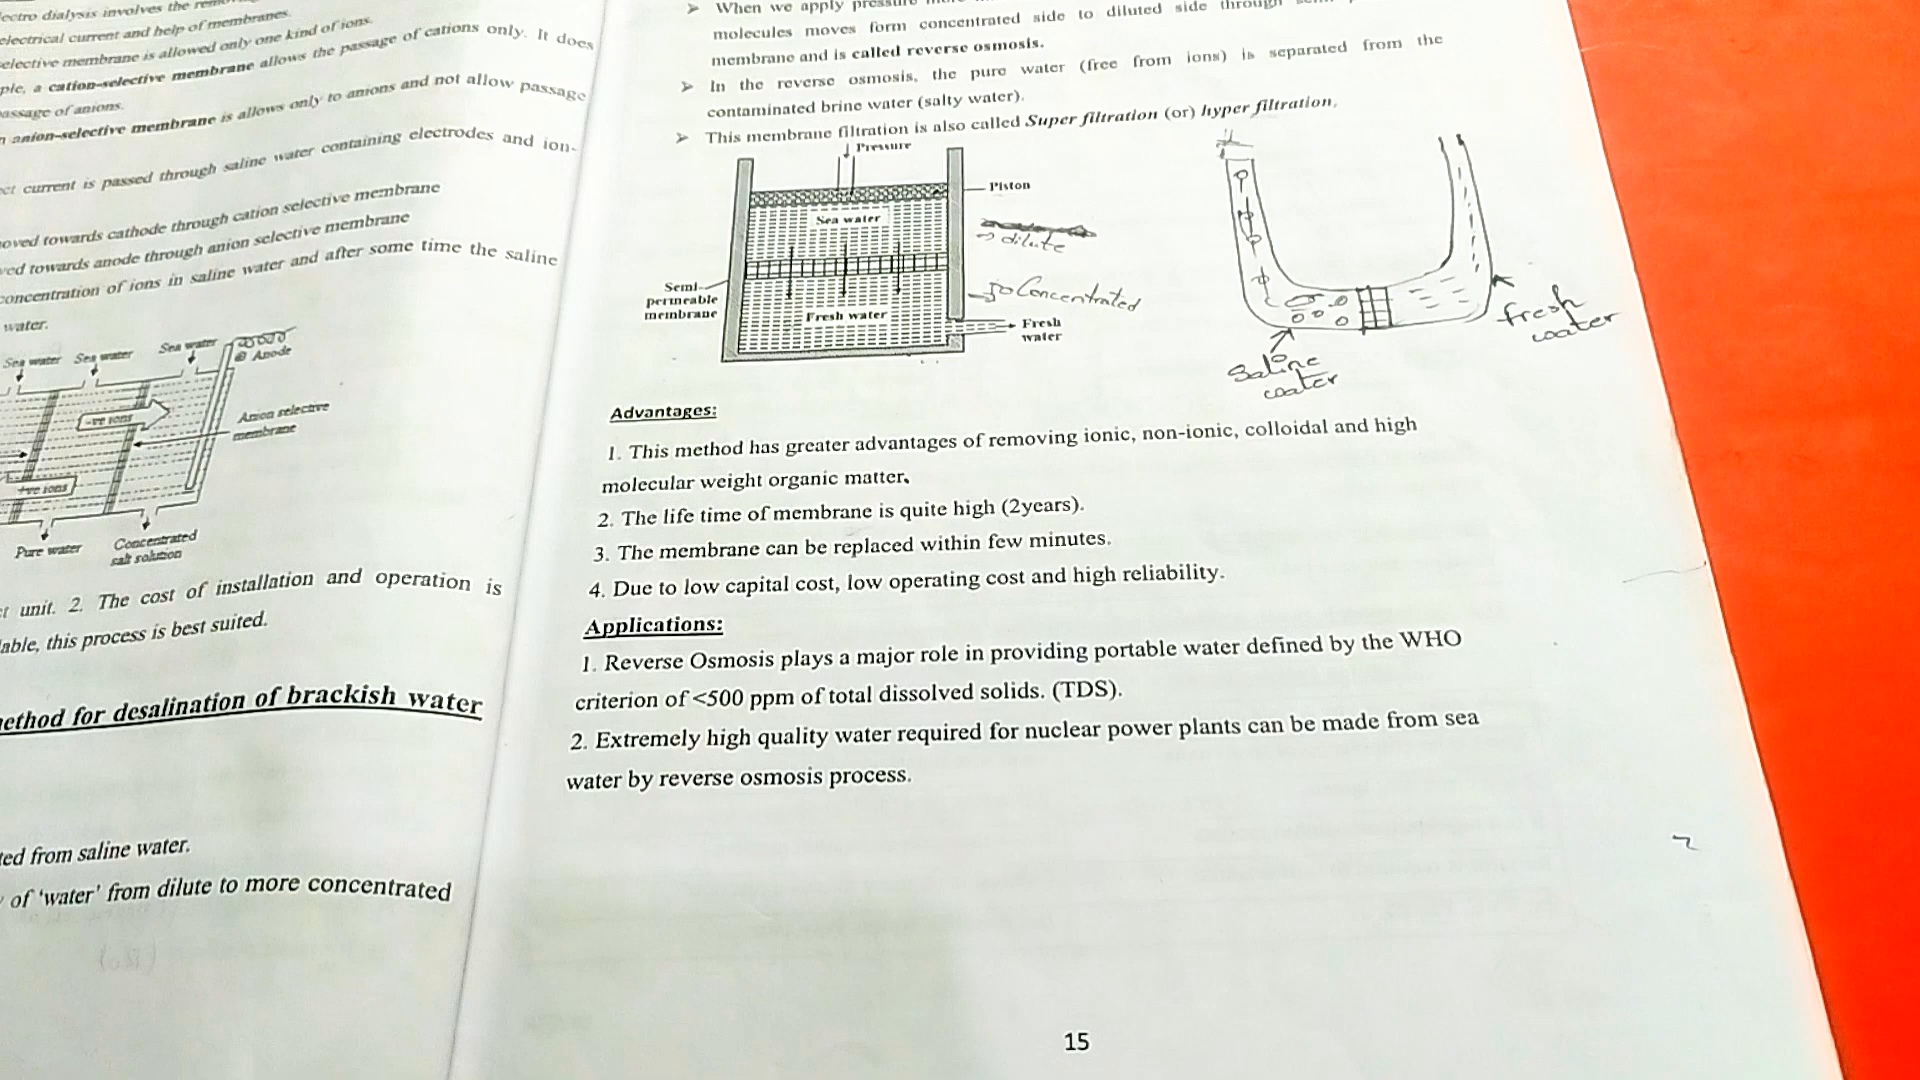 electrical current and help of membranes.
elective membrane is allowed only one kind of ions.
ple, a cation-selective membrane allows the passage of cations only. It does
assage of anions.
anion-selective membrane is allows only to anions and not allow passage
ct current is passed through saline water containing electrodes and ion-
oved towards cathode through cation selective membrane
ved towards anode through anion selective membrane
concentration of ions in saline water and after some time the saline
water.
Sea water
Sea water
Sea water
Anode
-ve ions
Anion selective
membrane
+ve ions
Pure water
Concentrated
salt solution
unit. 2. The cost of installation and operation is
able, this process is best suited.
ethod for desalination of brackish water
ted from saline water.
of 'water' from dilute to more concentrated
➢ When we apply pressure
molecules moves form concentrated side to diluted side through
membrane and is called reverse osmosis.
➢ In the reverse osmosis, the pure water (free from ions) is separated from the
contaminated brine water (salty water).
➢ This membrane filtration is also called Super filtration (or) hyper filtration.
Pressure
Piston
Sea water
→ dilute
Semi-
permeable
membrane
Concentrated
Fresh water
Fresh
water
fresh
water
Saline
water
Advantages:
1. This method has greater advantages of removing ionic, non-ionic, colloidal and high
molecular weight organic matter.
2. The life time of membrane is quite high (2years).
3. The membrane can be replaced within few minutes.
4. Due to low capital cost, low operating cost and high reliability.
Applications:
1. Reverse Osmosis plays a major role in providing portable water defined by the WHO
criterion of <500 ppm of total dissolved solids. (TDS).
2. Extremely high quality water required for nuclear power plants can be made from sea
water by reverse osmosis process.
15